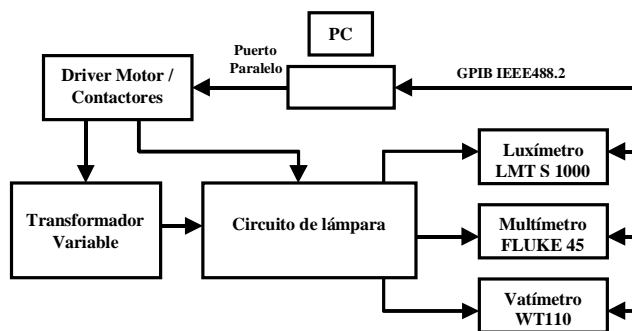 PC
Puerto
Paralelo
GPIB IEEE488.2
Driver Motor /
Contactores
Luxímetro
LMT S 1000
Transformador
Variable
Circuito de lámpara
Multímetro
FLUKE 45
Vatímetro
WT110